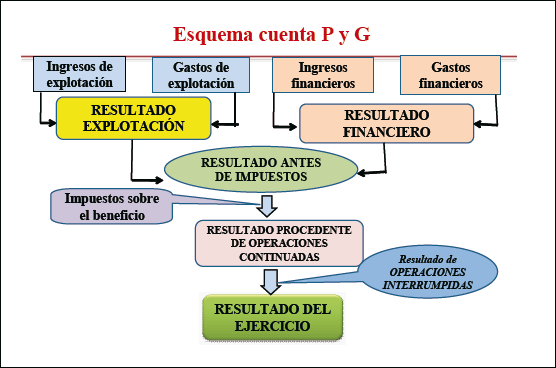 Esquema cuenta P y G
Ingresos de
explotación
Gastos de
explotación
Ingresos
financieros
Gastos
financieros
RESULTADO
EXPLOTACIÓN
RESULTADO
FINANCIERO
RESULTADO ANTES
DE IMPUESTOS
Impuestos sobre
el beneficio
RESULTADO PROCEDENTE
DE OPERACIONES
CONTINUADAS
Resultado de
OPERACIONES
INTERRUMPIDAS
RESULTADO DEL
EJERCICIO